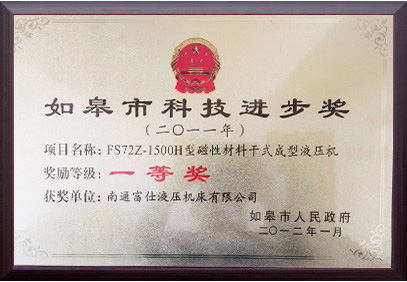 如皋市科技进步奖
(二〇一一年)
项目名称：FS72Z-1500H型磁性材料干式成型液压机
奖励等级：一等奖
获奖单位：南通富仕液压机床有限公司
如皋市人民政府
二〇一二年一月